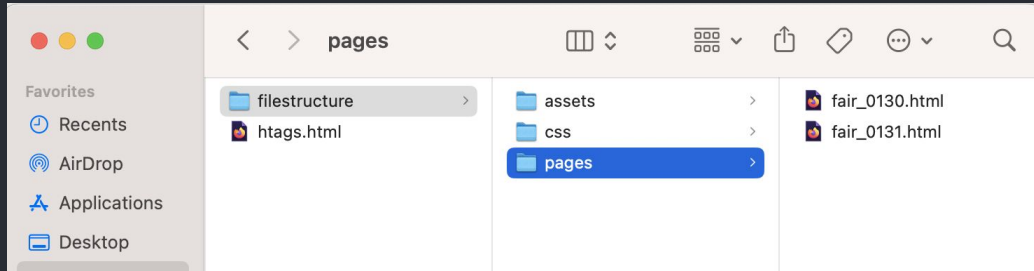 pages
Favorites
Recents
AirDrop
Applications
Desktop
filestructure
htags.html
assets
css
pages
fair_0130.html
fair_0131.html